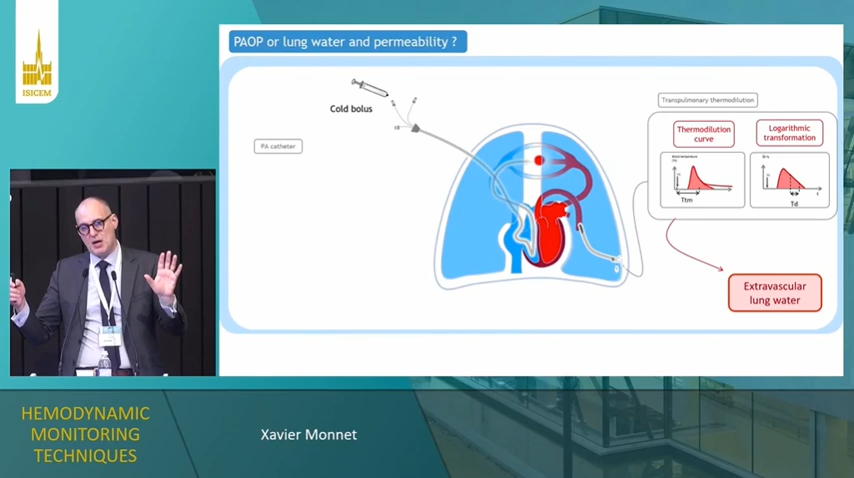 ISICEM
PAOP or lung water and permeability ?
Cold bolus
PA catheter
Transpulmonary thermodilution
Thermodilution
curve
Logarithmic
transformation
Ttm
Td
t
Extravascular
lung water
HEMODYNAMIC
MONITORING
TECHNIQUES
Xavier Monnet